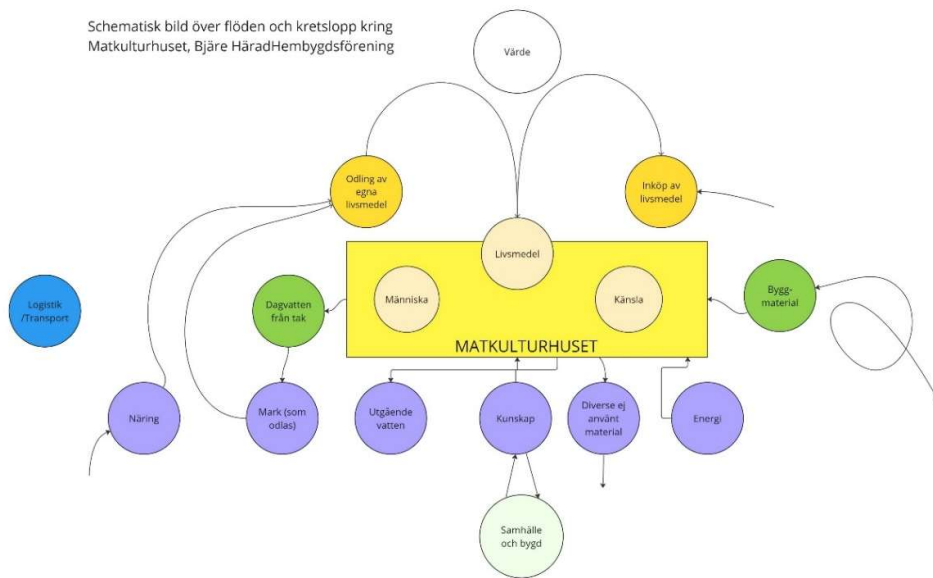 Schematisk bild över flöden och kretslopp kring
Matkulturhuset, Bjäre HäradHembygdsförening
Värde
Odling av
egna
livsmedel
Inköp av
livsmedel
Livsmedel
Logistik
/Transport
Dagvatten
från tak
Människa
Känsla
Bygg-
material
MATKULTURHUSET
Näring
Mark (som
odlas)
Utgående
vatten
Kunskap
Diverse ej
använt
material
Energi
Samhälle
och bygd